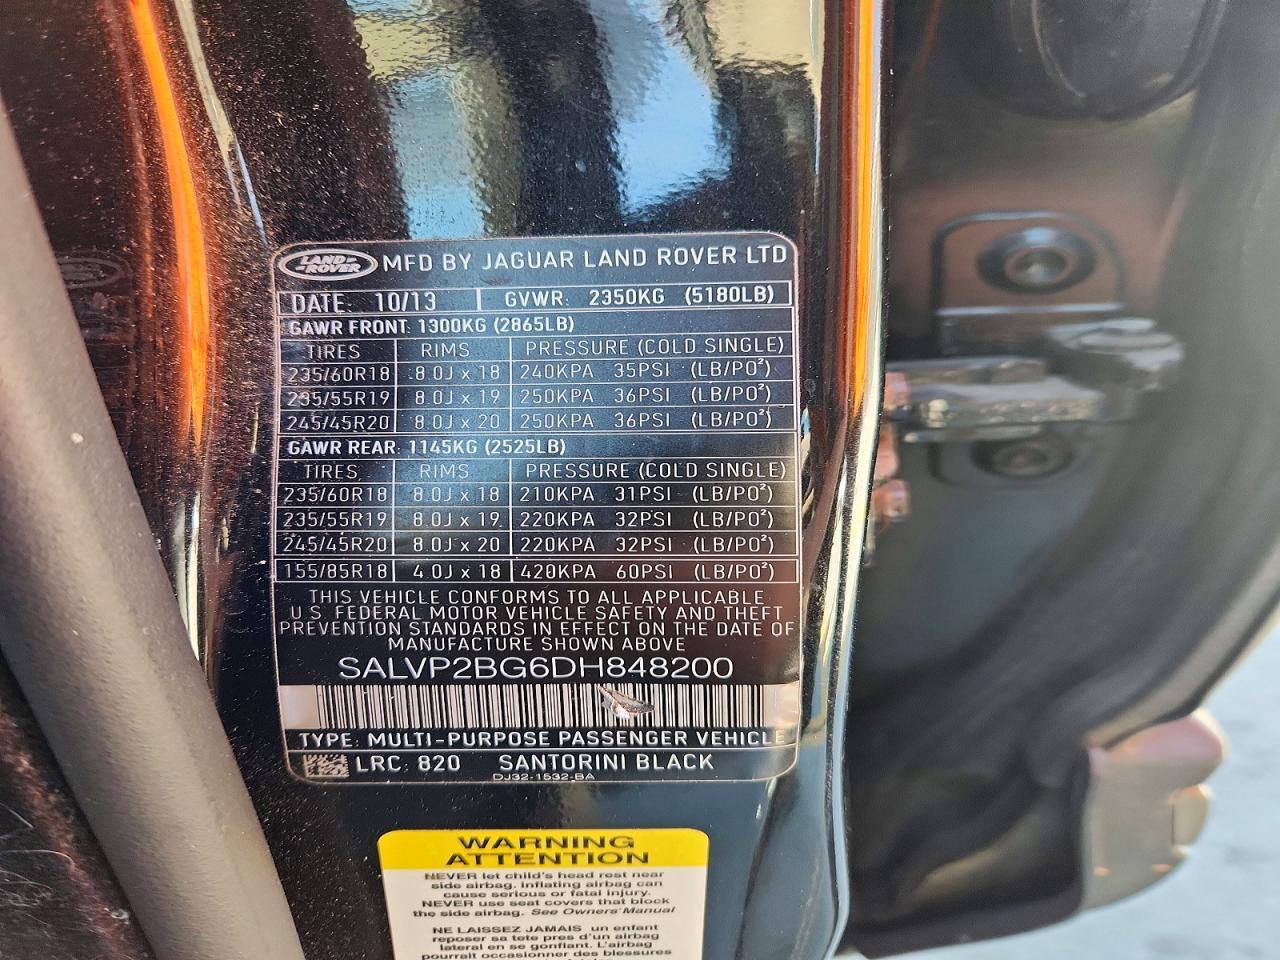 LAND ROVER MFD BY JAGUAR LAND ROVER LTD
DATE: 10/13 GVWR: 2350KG (5180LB)
GAWR FRONT: 1300KG (2865LB)
TIRES RIMS PRESSURE (COLD SINGLE)
235/60R18 8.0J x 18 240KPA 35PSI (LB/PO²)
235/55R19 8.0J x 19 250KPA 36PSI (LB/PO²)
245/45R20 8.0J x 20 250KPA 36PSI (LB/PO²)
GAWR REAR: 1145KG (2525LB)
TIRES RIMS PRESSURE (COLD SINGLE)
235/60R18 8.0J x 18 210KPA 31PSI (LB/PO²)
235/55R19 8.0J x 19 220KPA 32PSI (LB/PO²)
245/45R20 8.0J x 20 220KPA 32PSI (LB/PO²)
155/85R18 4.0J x 18 420KPA 60PSI (LB/PO²)
THIS VEHICLE CONFORMS TO ALL APPLICABLE
U.S. FEDERAL MOTOR VEHICLE SAFETY AND THEFT
PREVENTION STANDARDS IN EFFECT ON THE DATE OF
MANUFACTURE SHOWN ABOVE
SALVP2BG6DH848200
TYPE: MULTI-PURPOSE PASSENGER VEHICLE
LRC: 820 SANTORINI BLACK
DJ32-1532-BA
WARNING
ATTENTION
NEVER let child's head rest near
side airbag. Inflating airbag can
cause serious or fatal injury.
NEVER use seat covers that block
the side airbag. See Owners' Manual
NE LAISSEZ JAMAIS un enfant
reposer sa tete pres d'un airbag
lateral en se gonflant. L'airbag
pourrait occasionner des blessures